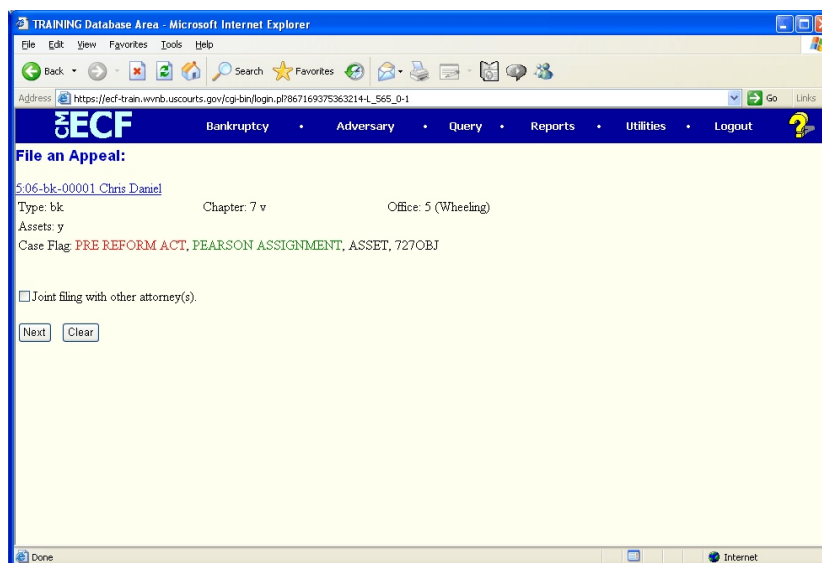 TRAINING Database Area - Microsoft Internet Explorer
File Edit View Favorites Tools Help
Back Search Favorites
Address https://ecf-train.wvnb.uscourts.gov/cgi-bin/login.pl?867169375363214-L_565_0-1 Go Links
CM ECF Bankruptcy • Adversary • Query • Reports • Utilities • Logout ?
File an Appeal:
5:06-bk-00001 Chris Daniel
Type: bk Chapter: 7 v Office: 5 (Wheeling)
Assets: y
Case Flag: PRE REFORM ACT, PEARSON ASSIGNMENT, ASSET, 727OBJ
Joint filing with other attorney(s).
Next Clear
Done Internet